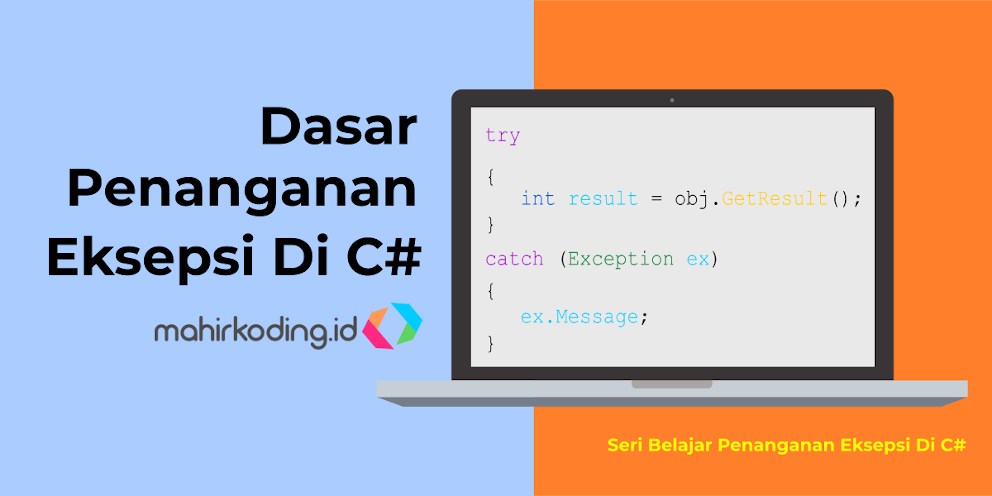 Dasar
Penanganan
Eksepsi Di C#
mahirkoding.id
try
{
int result = obj.GetResult();
}
catch (Exception ex)
{
ex.Message;
}
Seri Belajar Penanganan Eksepsi Di C#